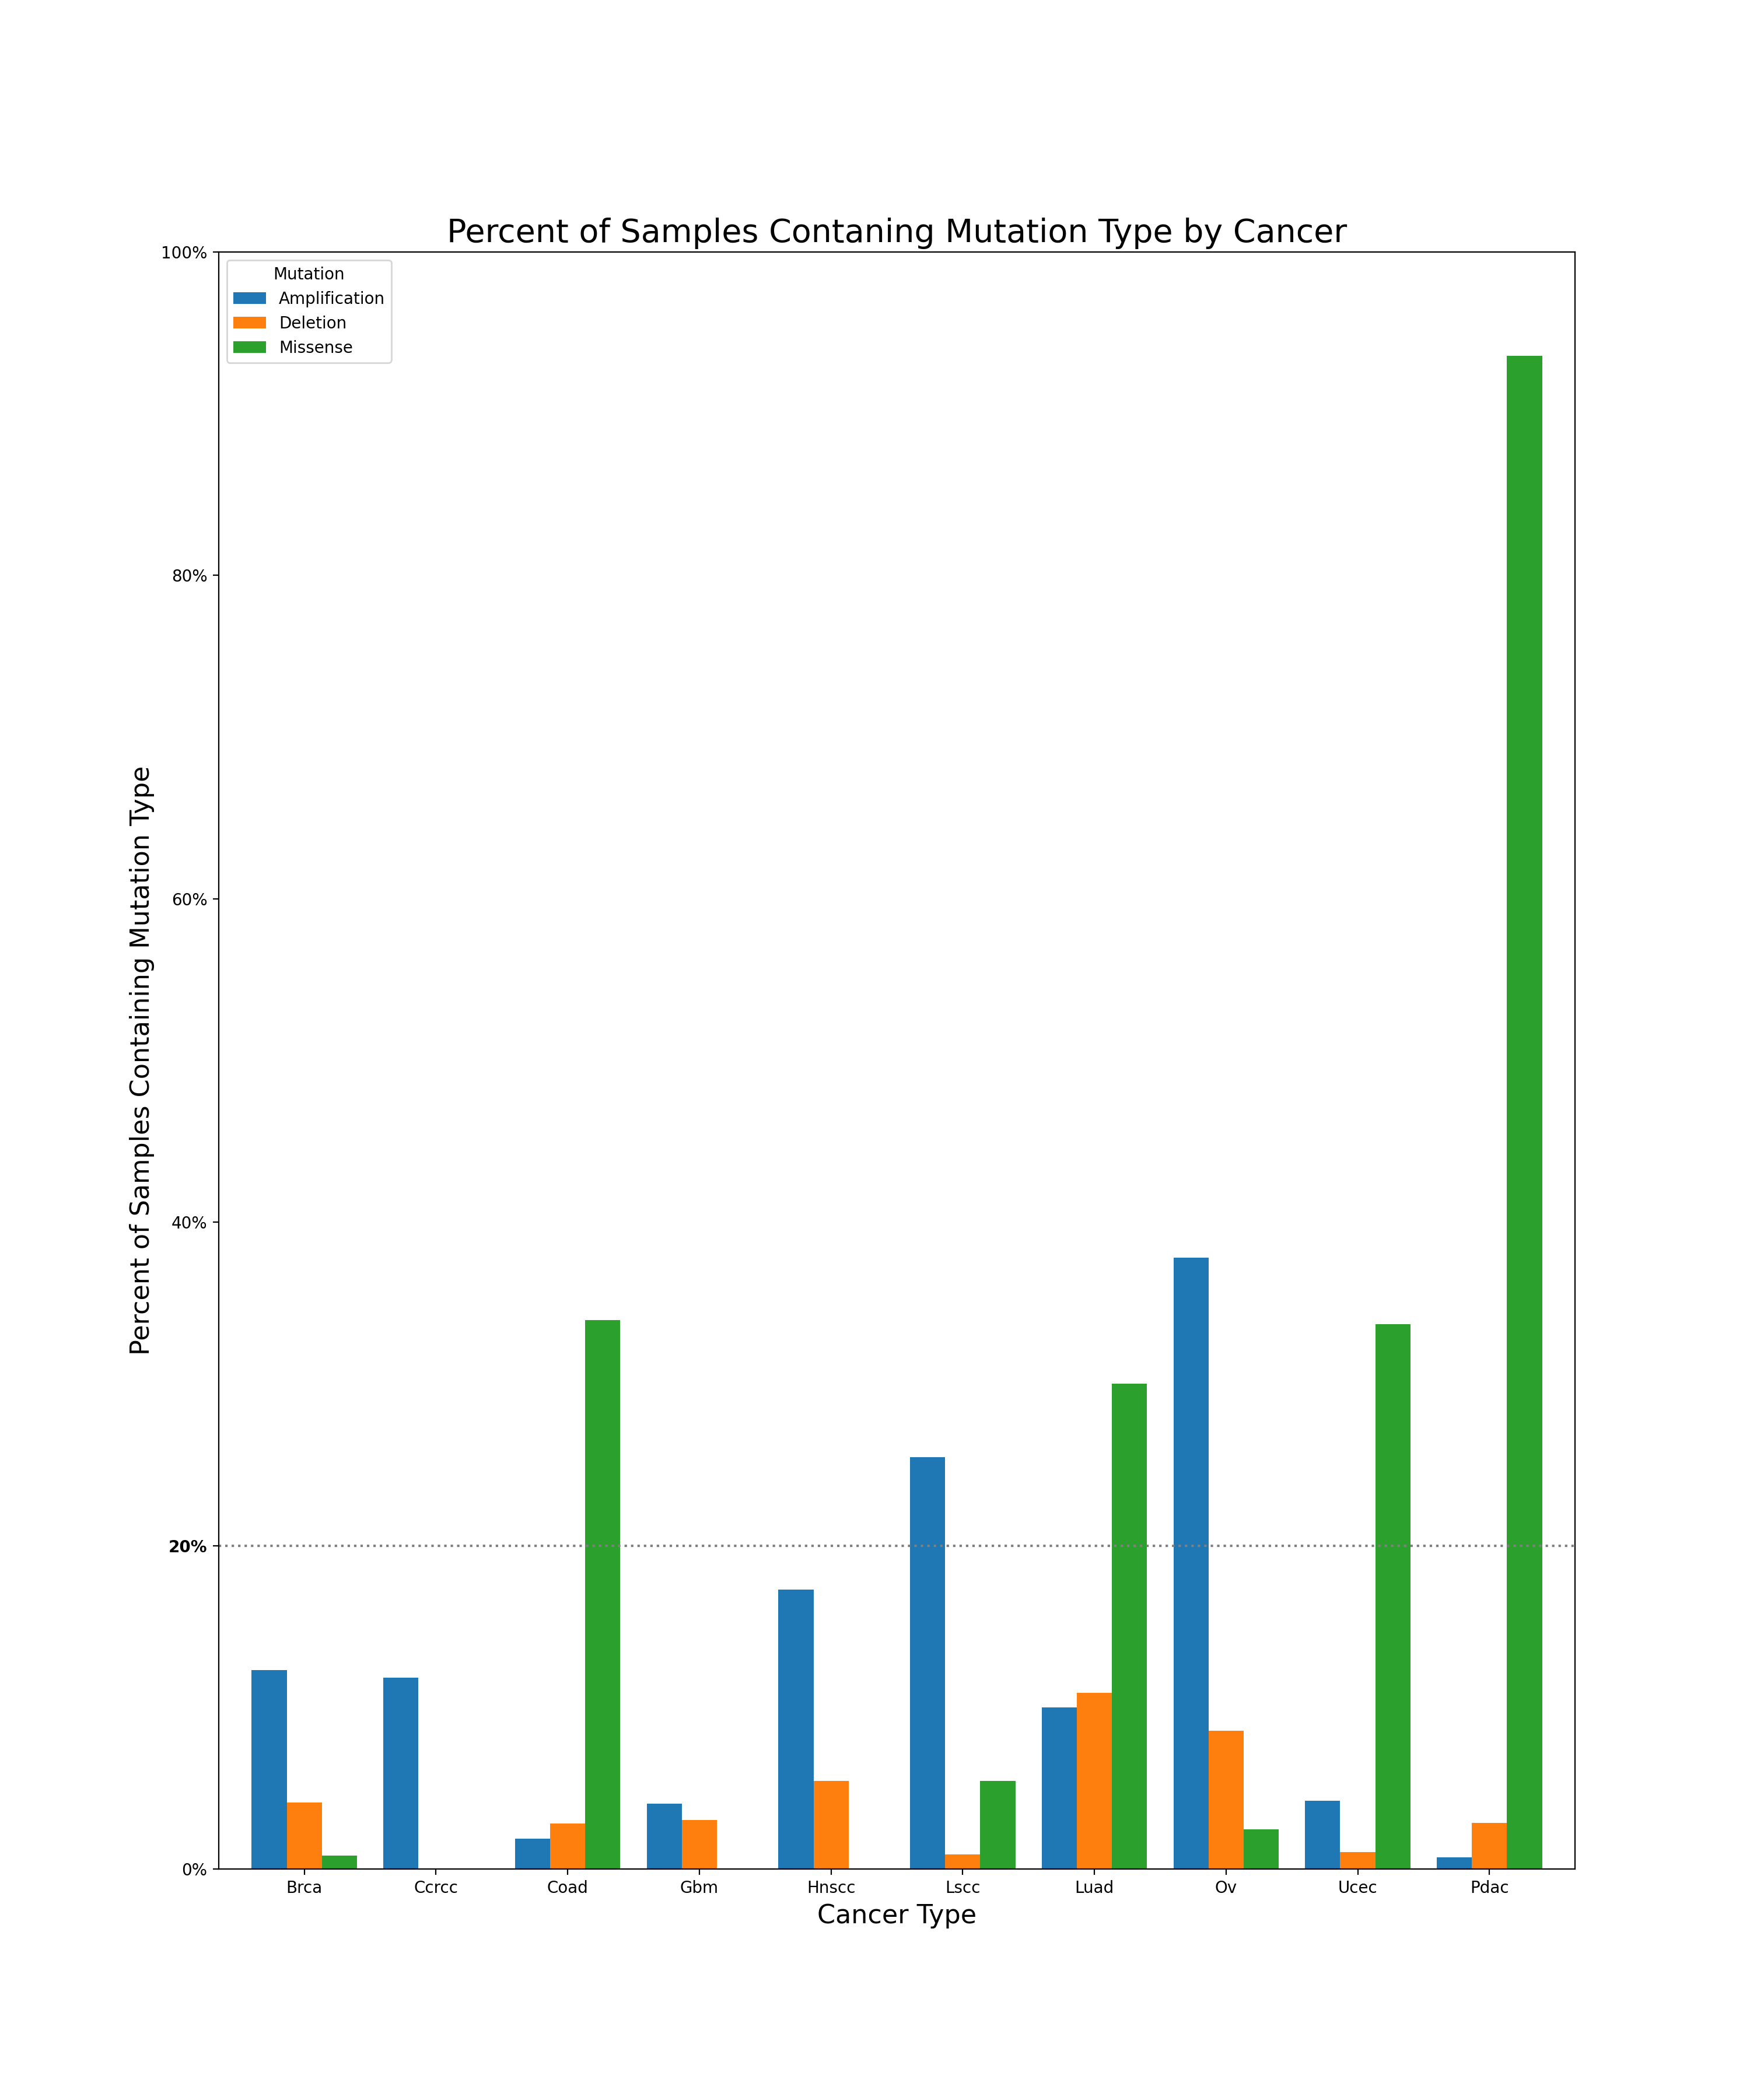 Percent of Samples Contaning Mutation Type by Cancer
100%
80%
60%
40%
20%
0%
Percent of Samples Containing Mutation Type
Mutation
Amplification
Deletion
Missense
Brca Ccrcc Coad Gbm Hnscc Lscc Luad Ov Ucec Pdac
Cancer Type